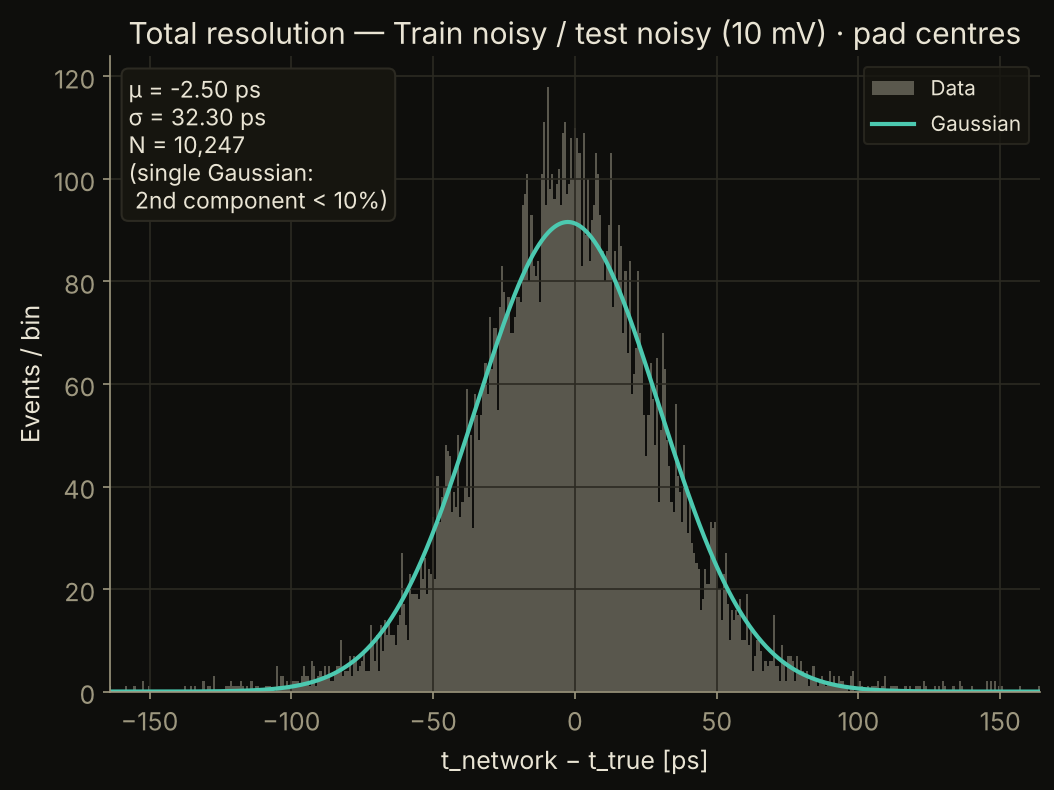 Total resolution — Train noisy / test noisy (10 mV) · pad centres
μ = -2.50 ps
σ = 32.30 ps
N = 10,247
(single Gaussian:
2nd component < 10%)
Data
Gaussian
Events / bin
120
100
80
60
40
20
0
−150
−100
−50
0
50
100
150
t_network − t_true [ps]